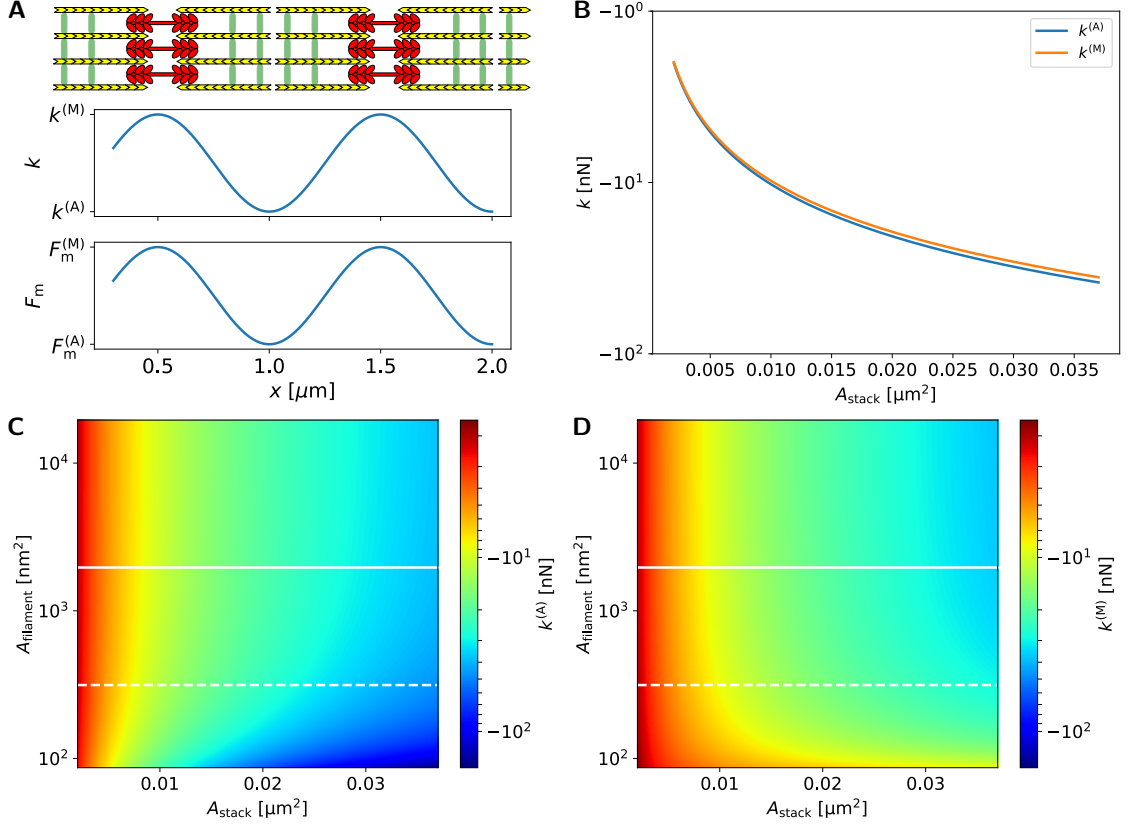 A
k^(M)
k
k^(A)
F_m^(M)
F_m
F_m^(A)
0.5 1.0 1.5 2.0
x [μm]
B
−10^0
−10^1
−10^2
k [nN]
k^(A)
k^(M)
0.005 0.010 0.015 0.020 0.025 0.030 0.035
A_stack [μm^2]
C
10^4
10^3
10^2
A_filament [nm^2]
0.01 0.02 0.03
A_stack [μm^2]
−10^1
−10^2
k^(A) [nN]
D
10^4
10^3
10^2
A_filament [nm^2]
0.01 0.02 0.03
A_stack [μm^2]
−10^1
−10^2
k^(M) [nN]